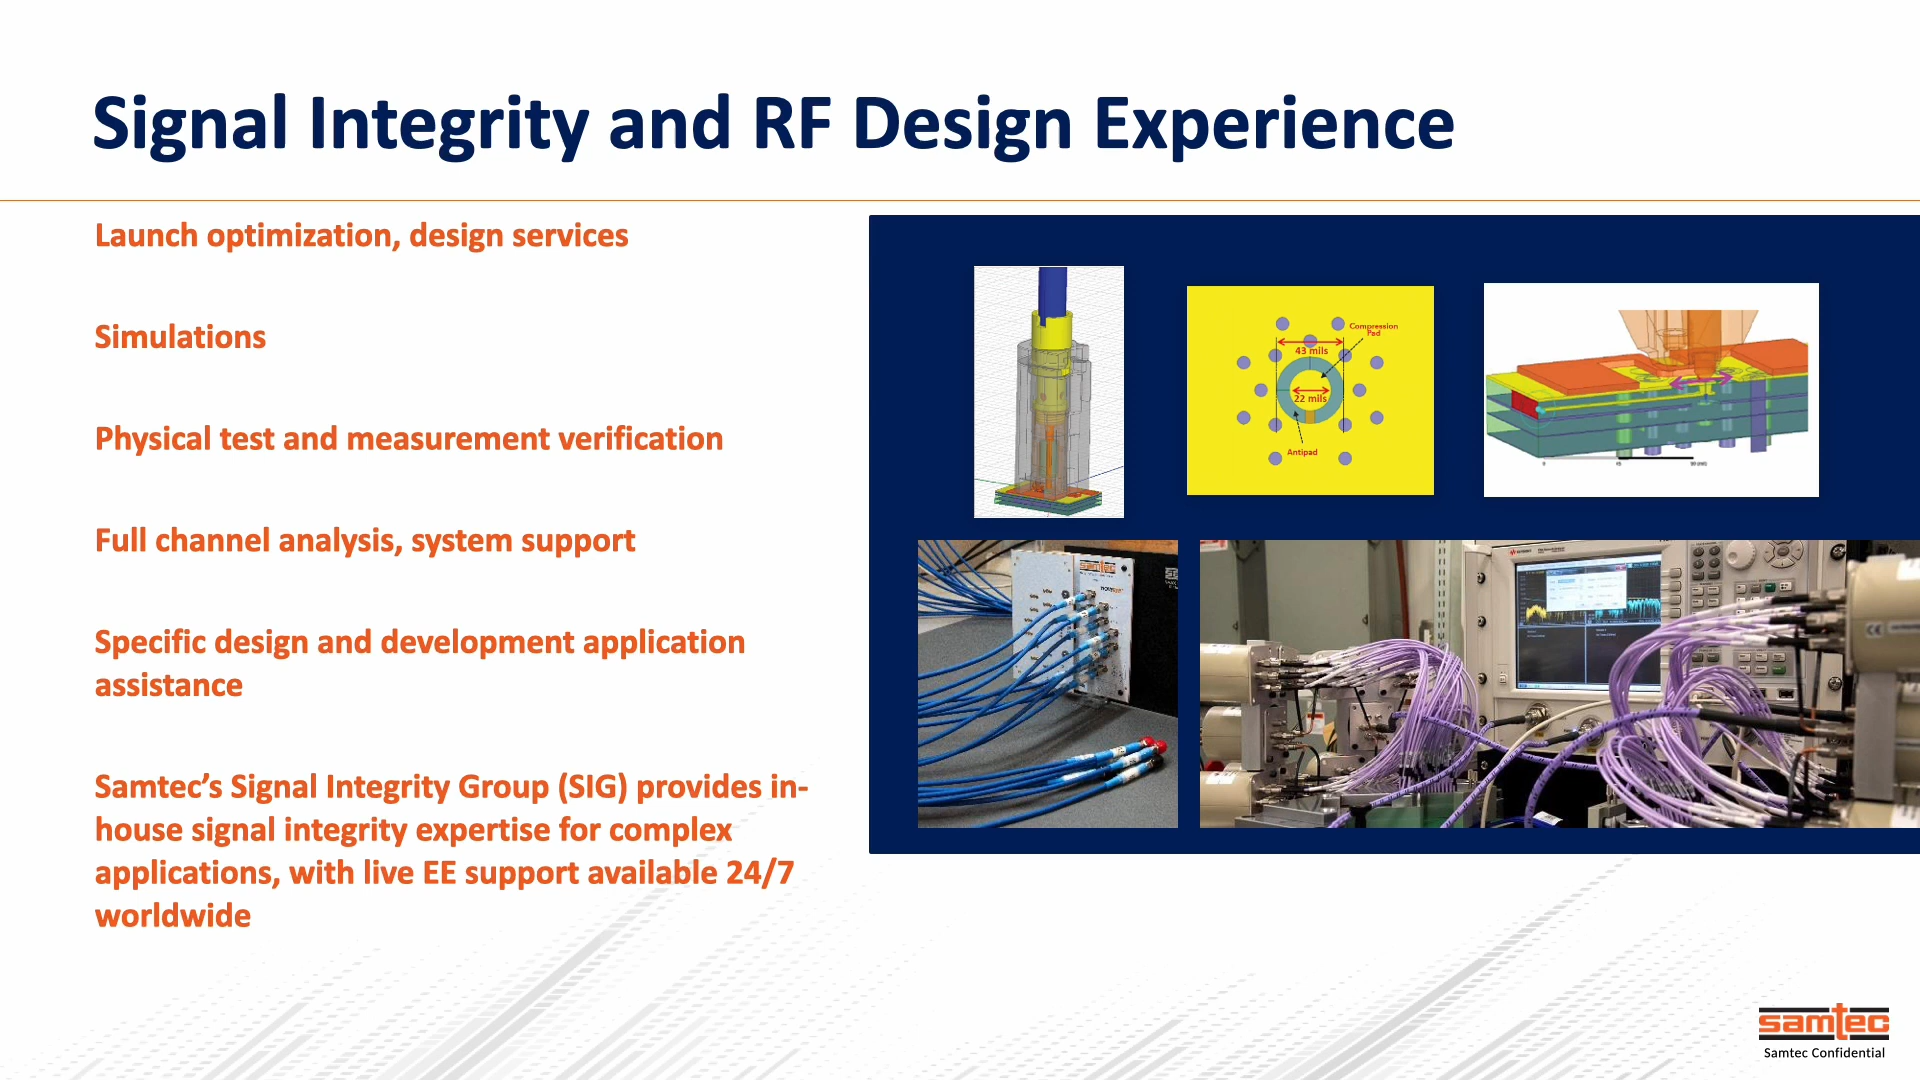 Signal Integrity and RF Design Experience
Launch optimization, design services
Simulations
Physical test and measurement verification
Full channel analysis, system support
Specific design and development application
assistance
Samtec’s Signal Integrity Group (SIG) provides in-
house signal integrity expertise for complex
applications, with live EE support available 24/7
worldwide
Compression
Pad
43 mils
22 mils
Antipad
samtec
samtec
Samtec Confidential